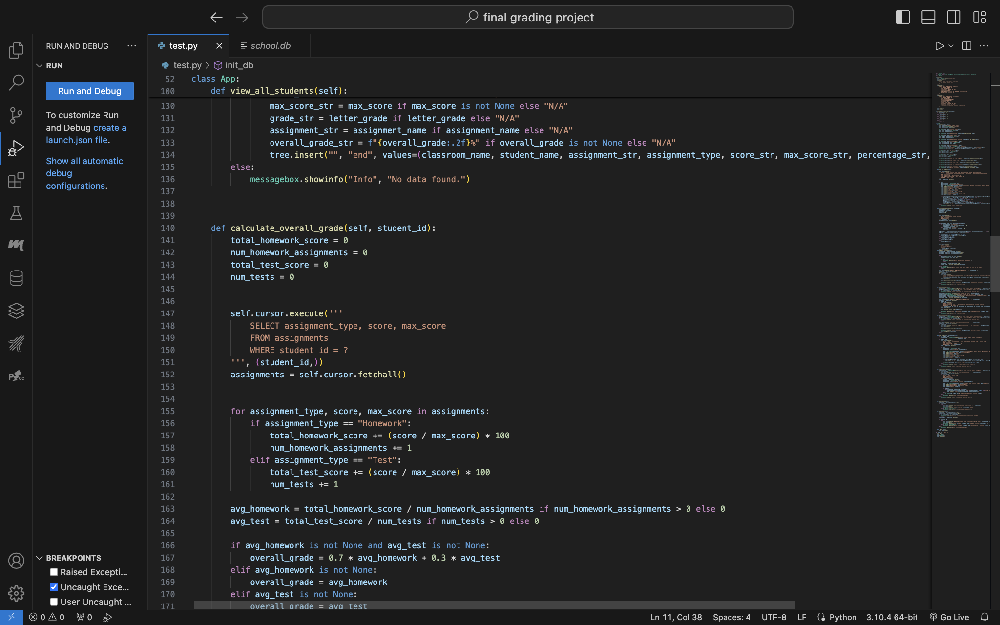 final grading project
RUN AND DEBUG
RUN
Run and Debug
To customize Run
and Debug create a
launch.json file.
Show all automatic
debug
configurations.
BREAKPOINTS
Raised Excepti...
Uncaught Exce...
User Uncaught ...
test.py
school.db
test.py > init_db
52 class App:
100 def view_all_students(self):
130 max_score_str = max_score if max_score is not None else "N/A"
131 grade_str = letter_grade if letter_grade else "N/A"
132 assignment_str = assignment_name if assignment_name else "N/A"
133 overall_grade_str = f"{overall_grade:.2f}%" if overall_grade is not None else "N/A"
134 tree.insert("", "end", values=(classroom_name, student_name, assignment_str, assignment_type, score_str, max_score_str, percentage_str,
135 else:
136 messagebox.showinfo("Info", "No data found.")
137
138
139
140 def calculate_overall_grade(self, student_id):
141 total_homework_score = 0
142 num_homework_assignments = 0
143 total_test_score = 0
144 num_tests = 0
145
146
147 self.cursor.execute('''
148 SELECT assignment_type, score, max_score
149 FROM assignments
150 WHERE student_id = ?
151 ''', (student_id,))
152 assignments = self.cursor.fetchall()
153
154
155 for assignment_type, score, max_score in assignments:
156 if assignment_type == "Homework":
157 total_homework_score += (score / max_score) * 100
158 num_homework_assignments += 1
159 elif assignment_type == "Test":
160 total_test_score += (score / max_score) * 100
161 num_tests += 1
162
163 avg_homework = total_homework_score / num_homework_assignments if num_homework_assignments > 0 else 0
164 avg_test = total_test_score / num_tests if num_tests > 0 else 0
165
166 if avg_homework is not None and avg_test is not None:
167 overall_grade = 0.7 * avg_homework + 0.3 * avg_test
168 elif avg_homework is not None:
169 overall_grade = avg_homework
170 elif avg_test is not None:
171 overall_grade = avg_test
0 0 0
Ln 11, Col 38 Spaces: 4 UTF-8 LF Python 3.10.4 64-bit Go Live